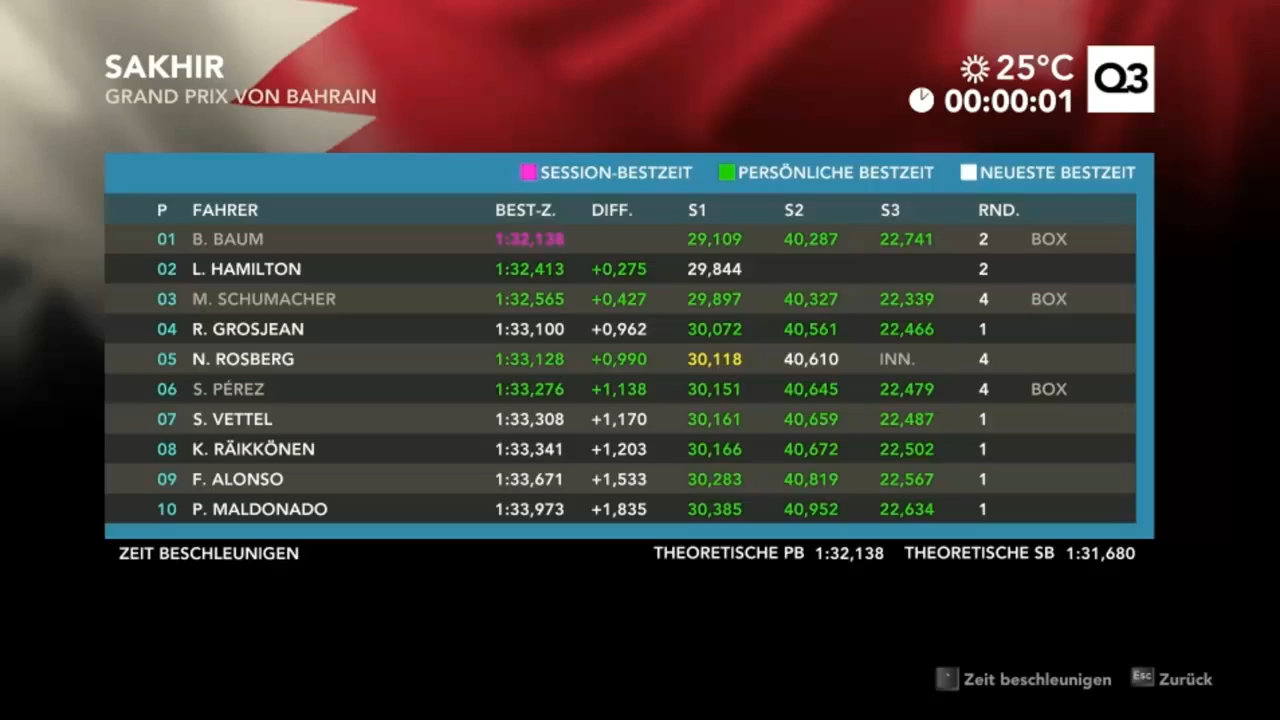 SAKHIR
GRAND PRIX VON BAHRAIN
25°C
00:00:01
Q3
SESSION-BESTZEIT PERSÖNLICHE BESTZEIT NEUESTE BESTZEIT
P FAHRER BEST-Z. DIFF. S1 S2 S3 RND.
01 B. BAUM 1:32,138 29,109 40,287 22,741 2 BOX
02 L. HAMILTON 1:32,413 +0,275 29,844 2
03 M. SCHUMACHER 1:32,565 +0,427 29,897 40,327 22,339 4 BOX
04 R. GROSJEAN 1:33,100 +0,962 30,072 40,561 22,466 1
05 N. ROSBERG 1:33,128 +0,990 30,118 40,610 INN. 4
06 S. PÉREZ 1:33,276 +1,138 30,151 40,645 22,479 4 BOX
07 S. VETTEL 1:33,308 +1,170 30,161 40,659 22,487 1
08 K. RÄIKKÖNEN 1:33,341 +1,203 30,166 40,672 22,502 1
09 F. ALONSO 1:33,671 +1,533 30,283 40,819 22,567 1
10 P. MALDONADO 1:33,973 +1,835 30,385 40,952 22,634 1
ZEIT BESCHLEUNIGEN THEORETISCHE PB 1:32,138 THEORETISCHE SB 1:31,680
Zeit beschleunigen Esc Zurück